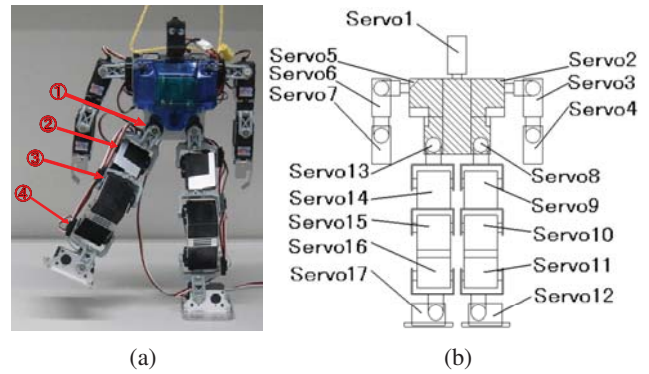 ①
②
③
④
Servo1
Servo5
Servo2
Servo6
Servo3
Servo7
Servo4
Servo13
Servo8
Servo14
Servo9
Servo15
Servo10
Servo16
Servo11
Servo17
Servo12
(a)
(b)